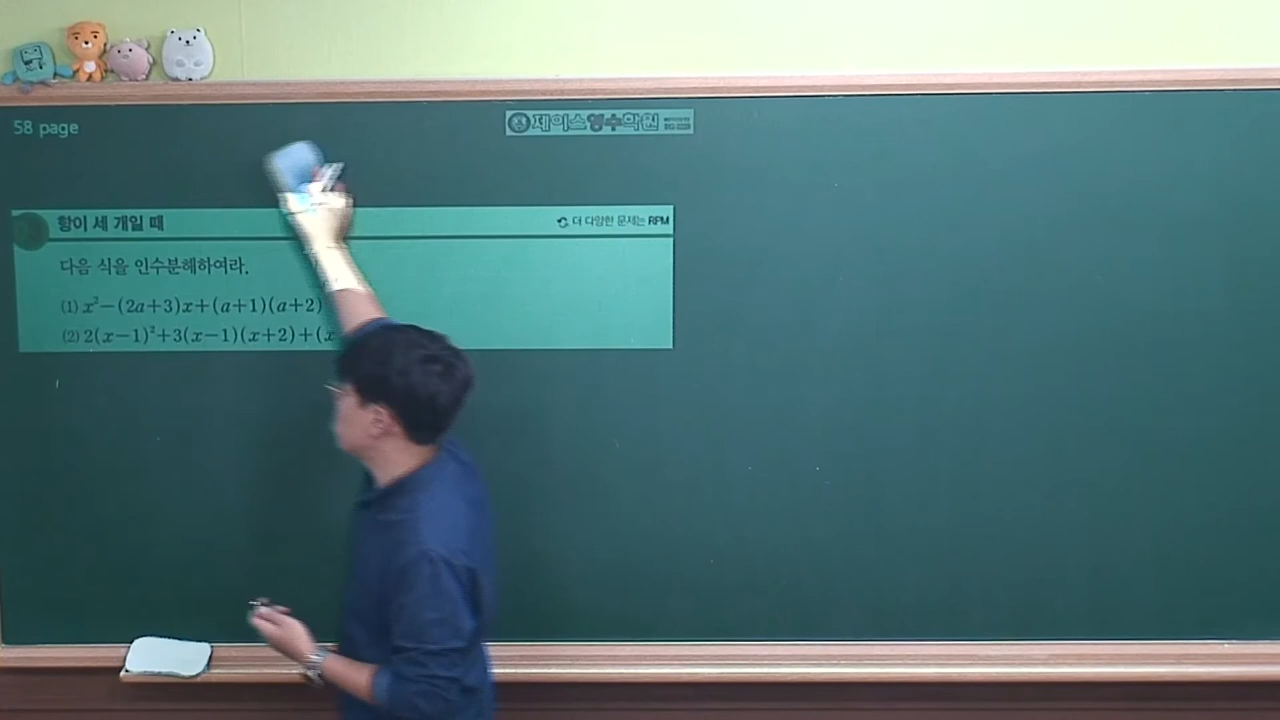 58 page
제이스영수학원
항이 세 개일 때
더 다양한 문제는 RPM
다음 식을 인수분해하여라.
(1) x²-(2a+3)x+(a+1)(a+2)
(2) 2(x-1)²+3(x-1)(x+2)+(x